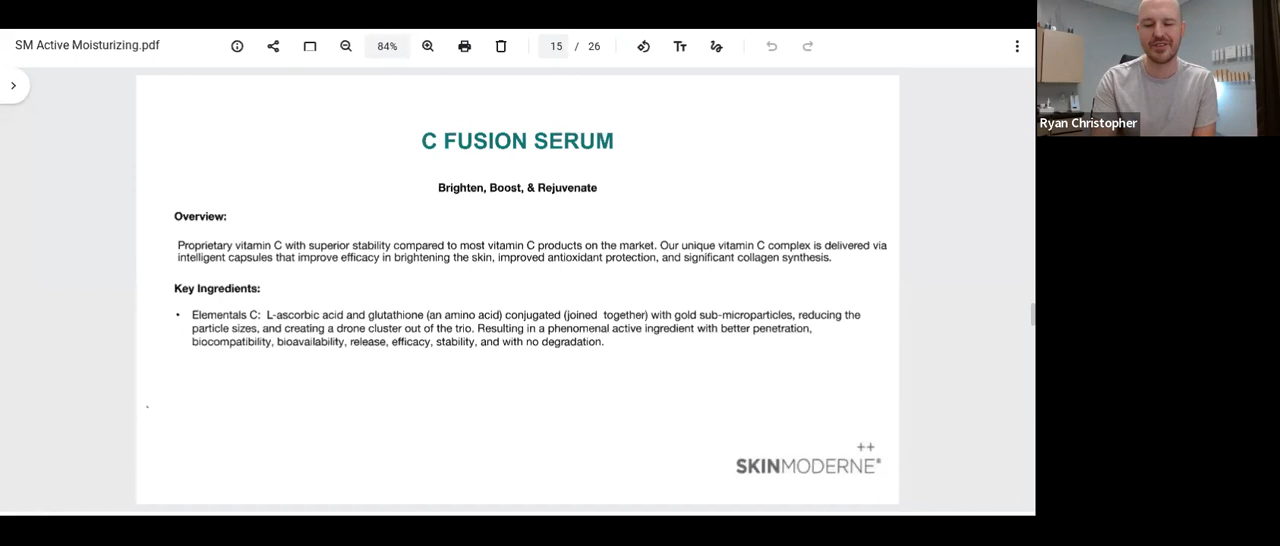 SM Active Moisturizing.pdf
84%
15 / 26
Ryan Christopher
C FUSION SERUM
Brighten, Boost, & Rejuvenate
Overview:
Proprietary vitamin C with superior stability compared to most vitamin C products on the market. Our unique vitamin C complex is delivered via
intelligent capsules that improve efficacy in brightening the skin, improved antioxidant protection, and significant collagen synthesis.
Key Ingredients:
• Elementals C: L-ascorbic acid and glutathione (an amino acid) conjugated (joined together) with gold sub-microparticles, reducing the
particle sizes, and creating a drone cluster out of the trio. Resulting in a phenomenal active ingredient with better penetration,
biocompatibility, bioavailability, release, efficacy, stability, and with no degradation.
++
SKINMODERNE®